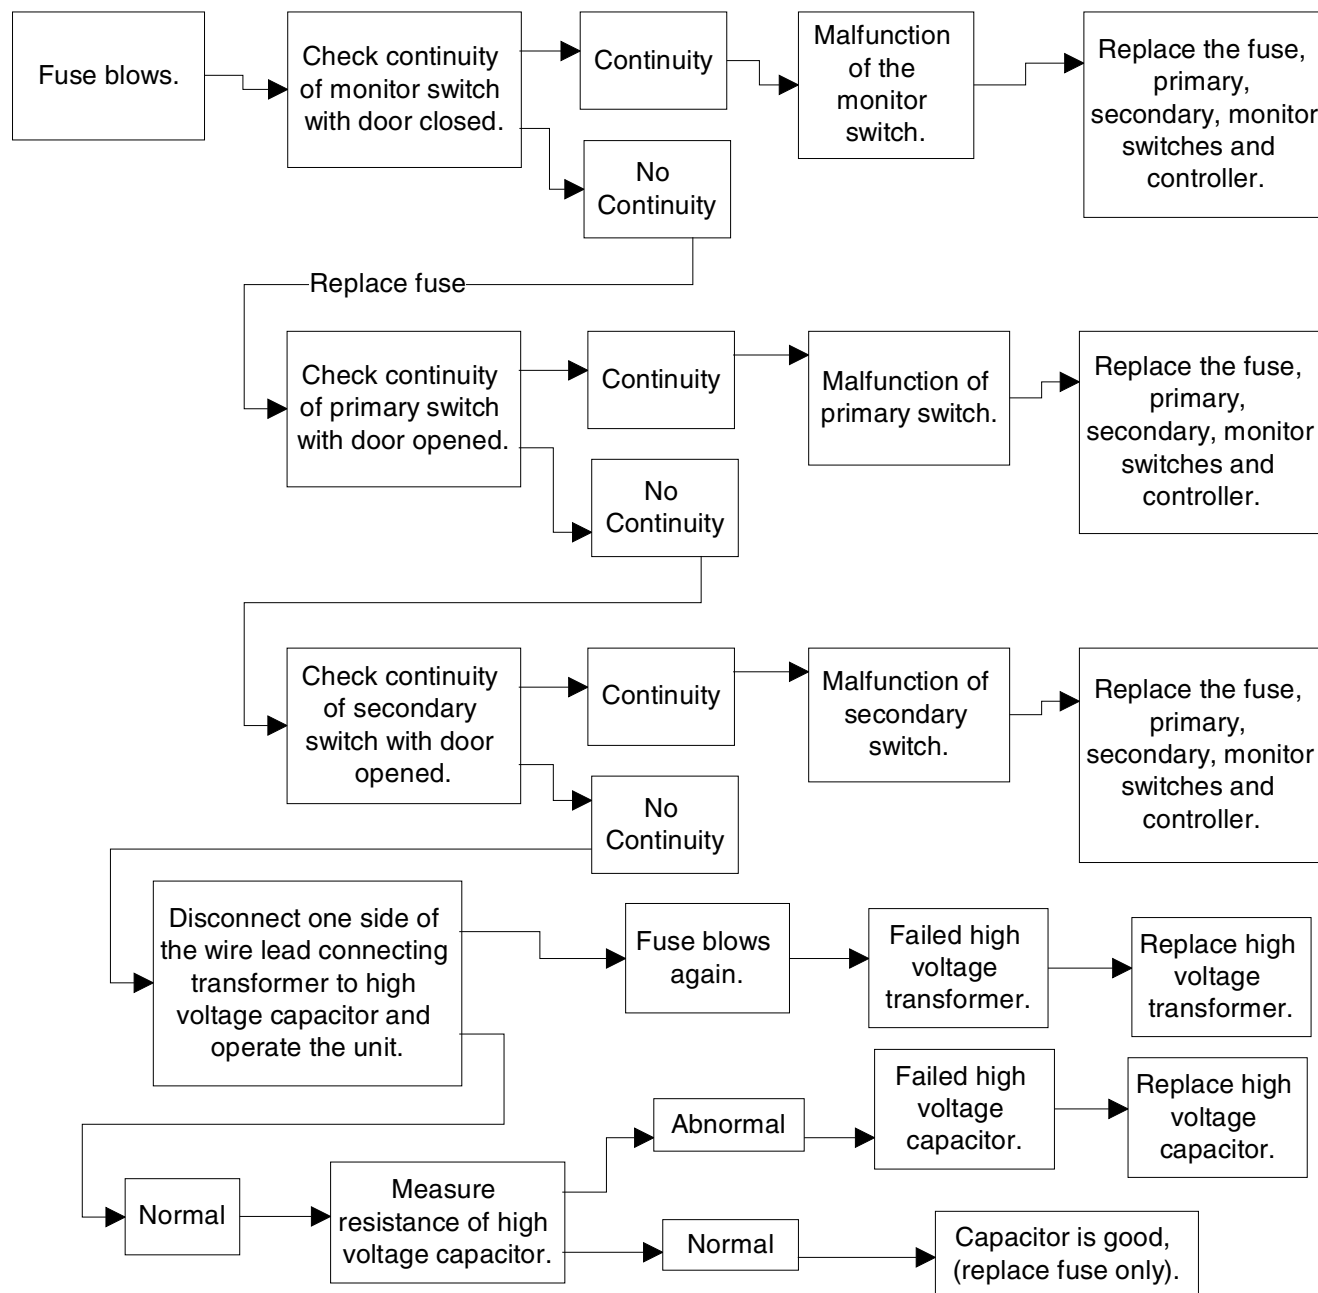 Fuse blows.
Check continuity
of monitor switch
with door closed.
Continuity
Malfunction
of the
monitor
switch.
Replace the fuse,
primary,
secondary, monitor
switches and
controller.
No
Continuity
Replace fuse
Check continuity
of primary switch
with door opened.
Continuity
Malfunction of
primary switch.
Replace the fuse,
primary,
secondary, monitor
switches and
controller.
No
Continuity
Check continuity
of secondary
switch with door
opened.
Continuity
Malfunction of
secondary
switch.
Replace the fuse,
primary,
secondary, monitor
switches and
controller.
No
Continuity
Disconnect one side of
the wire lead connecting
transformer to high
voltage capacitor and
operate the unit.
Fuse blows
again.
Failed high
voltage
transformer.
Replace high
voltage
transformer.
Normal
Measure
resistance of high
voltage capacitor.
Abnormal
Failed high
voltage
capacitor.
Replace high
voltage
capacitor.
Normal
Capacitor is good,
(replace fuse only).